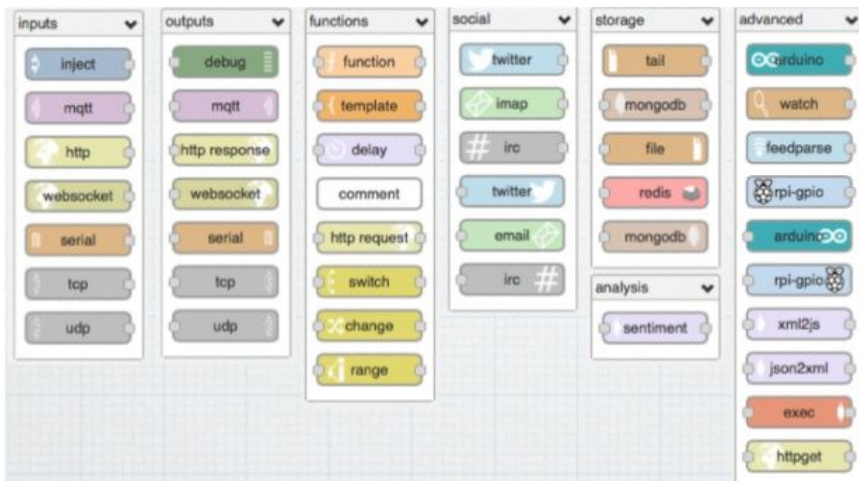 inputs
inject
mqtt
http
websocket
serial
tcp
udp
outputs
debug
mqtt
http response
websocket
serial
tcp
udp
functions
function
template
delay
comment
http request
switch
change
range
social
twitter
imap
irc
twitter
email
irc
storage
tail
mongodb
file
redis
mongodb
analysis
sentiment
advanced
arduino
watch
feedparse
rpi-gpio
arduino
rpi-gpio
xml2js
json2xml
exec
httpget